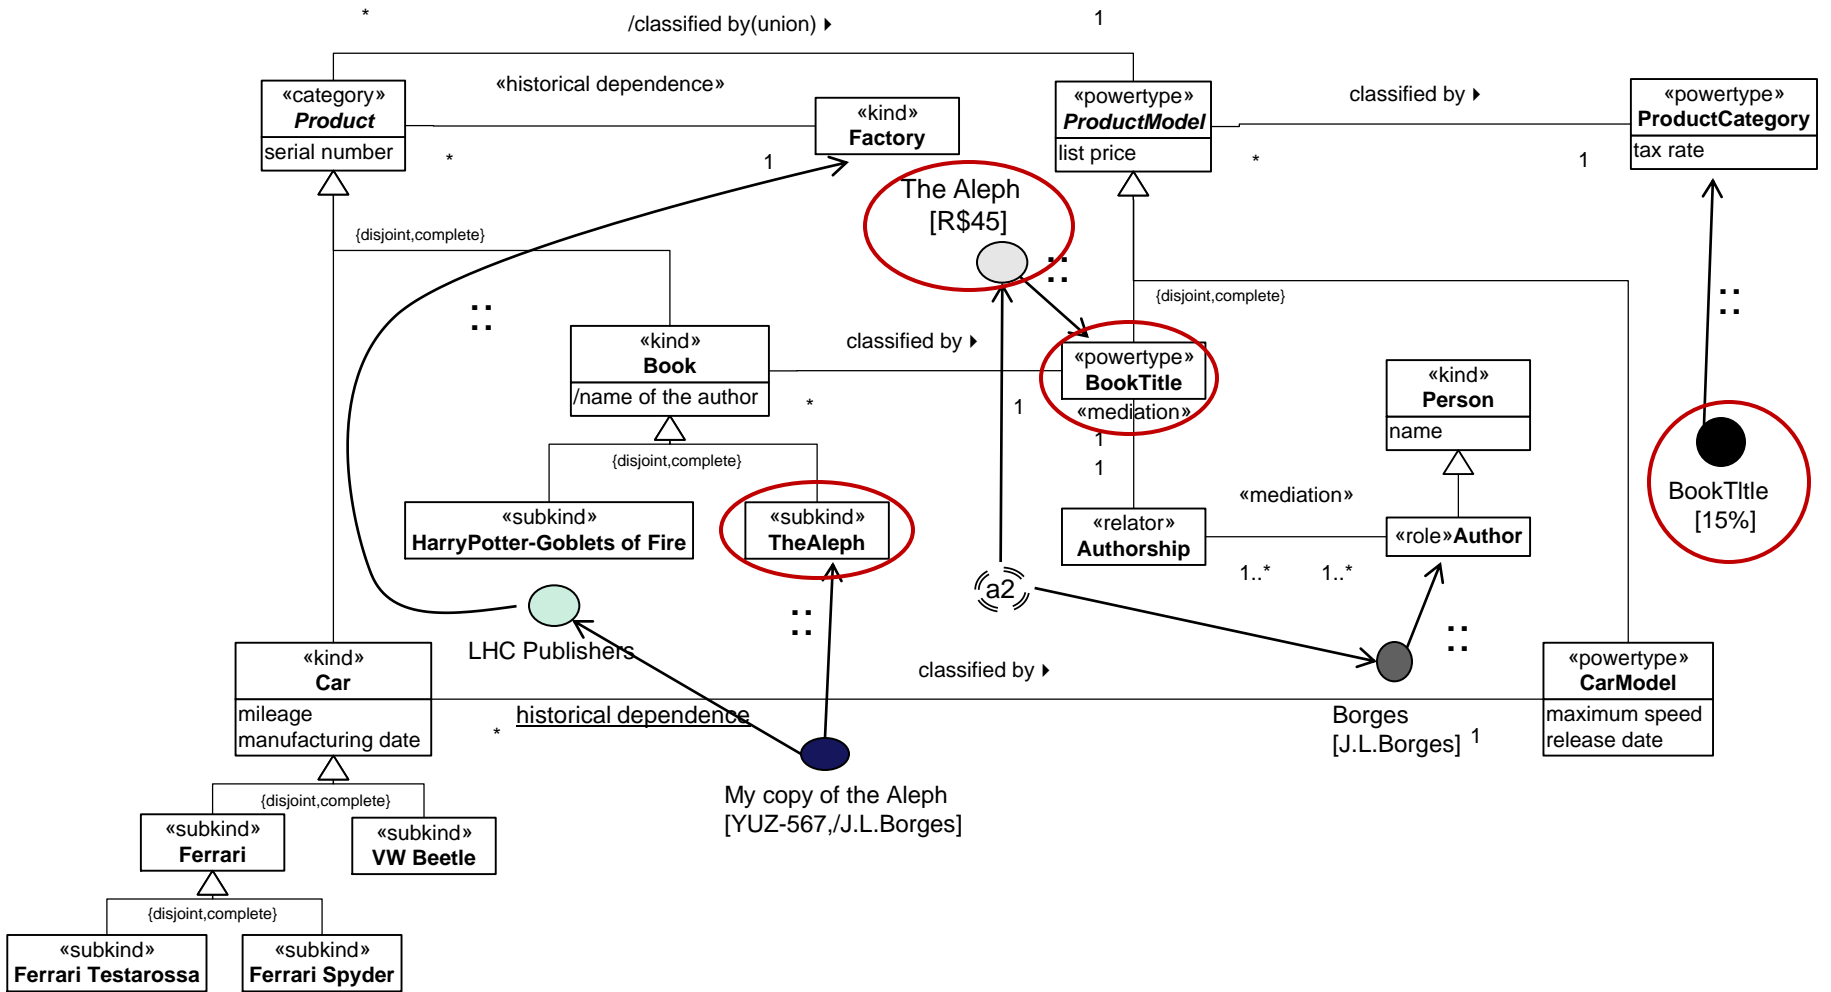 *
/classified by(union)
1
«category»
Product
serial number
«historical dependence»
*
1
«kind»
Factory
«powertype»
ProductModel
list price
classified by
*
1
«powertype»
ProductCategory
tax rate
The Aleph
[R$45]
::
{disjoint,complete}
::
{disjoint,complete}
::
«kind»
Book
/name of the author
classified by
*
1
«powertype»
BookTitle
«mediation»
1
1
«kind»
Person
name
{disjoint,complete}
«mediation»
BookTItle
[15%]
«subkind»
HarryPotter-Goblets of Fire
«subkind»
TheAleph
«relator»
Authorship
«role»Author
1..*
1..*
a2
::
::
LHC Publishers
«kind»
Car
mileage
manufacturing date
classified by
«powertype»
CarModel
maximum speed
release date
*
historical dependence
Borges
[J.L.Borges]
1
My copy of the Aleph
[YUZ-567,/J.L.Borges]
{disjoint,complete}
«subkind»
Ferrari
«subkind»
VW Beetle
{disjoint,complete}
«subkind»
Ferrari Testarossa
«subkind»
Ferrari Spyder